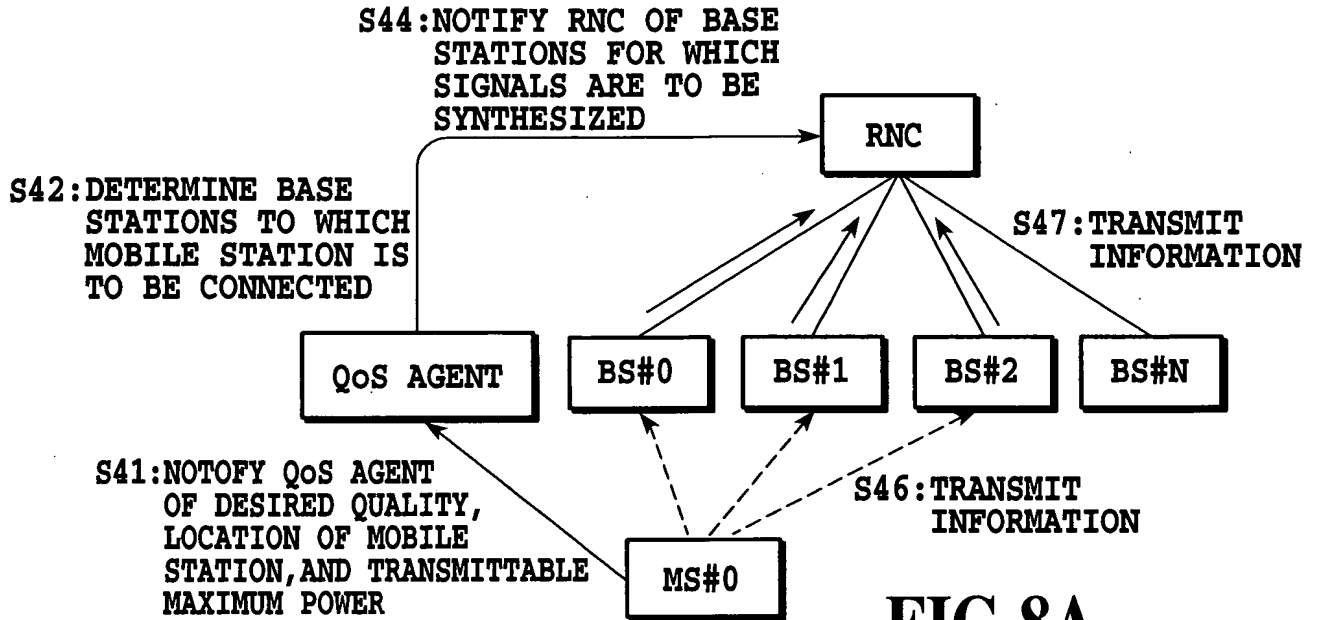 S44:NOTIFY RNC OF BASE
STATIONS FOR WHICH
SIGNALS ARE TO BE
SYNTHESIZED
RNC
S42:DETERMINE BASE
STATIONS TO WHICH
MOBILE STATION IS
TO BE CONNECTED
S47:TRANSMIT
INFORMATION
QoS AGENT
BS#0
BS#1
BS#2
BS#N
S41:NOTOFY QoS AGENT
OF DESIRED QUALITY,
LOCATION OF MOBILE
STATION,AND TRANSMITTABLE
MAXIMUM POWER
S46:TRANSMIT
INFORMATION
MS#0
FIG.8A